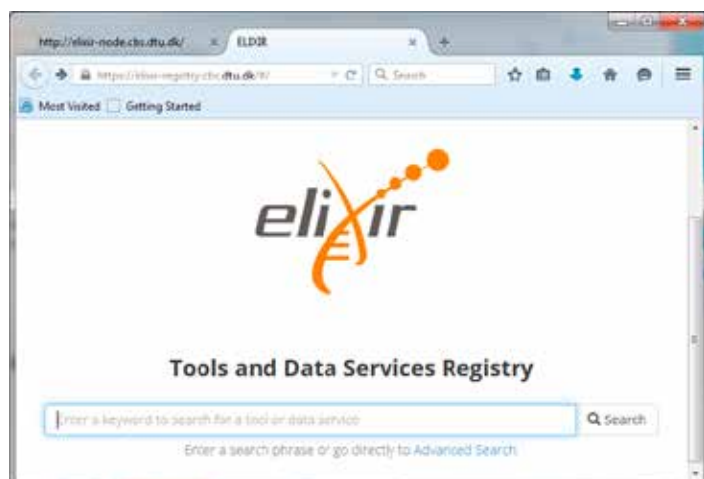 http://elixir-node.cbs.dtu.dk/ × ELIXIR × +
https://elixir-registry.cbs.dtu.dk/#/ Search
Most Visited Getting Started
elixir
Tools and Data Services Registry
Enter a keyword to search for a tool or data service
Search
Enter a search phrase or go directly to Advanced Search